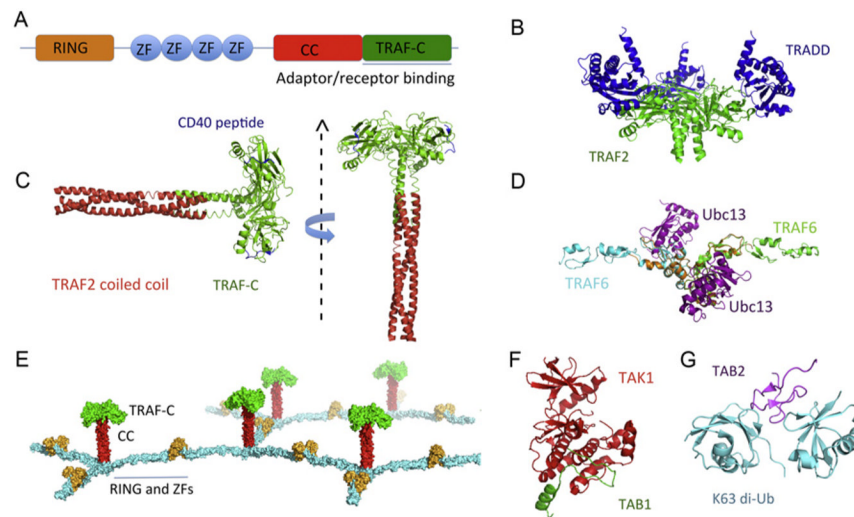 A
RING
ZF
ZF
ZF
ZF
CC
TRAF-C
Adaptor/receptor binding
B
TRADD
TRAF2
C
CD40 peptide
TRAF2 coiled coil
TRAF-C
D
Ubc13
TRAF6
TRAF6
Ubc13
E
TRAF-C
CC
RING and ZFs
F
TAK1
TAB1
G
TAB2
K63 di-Ub